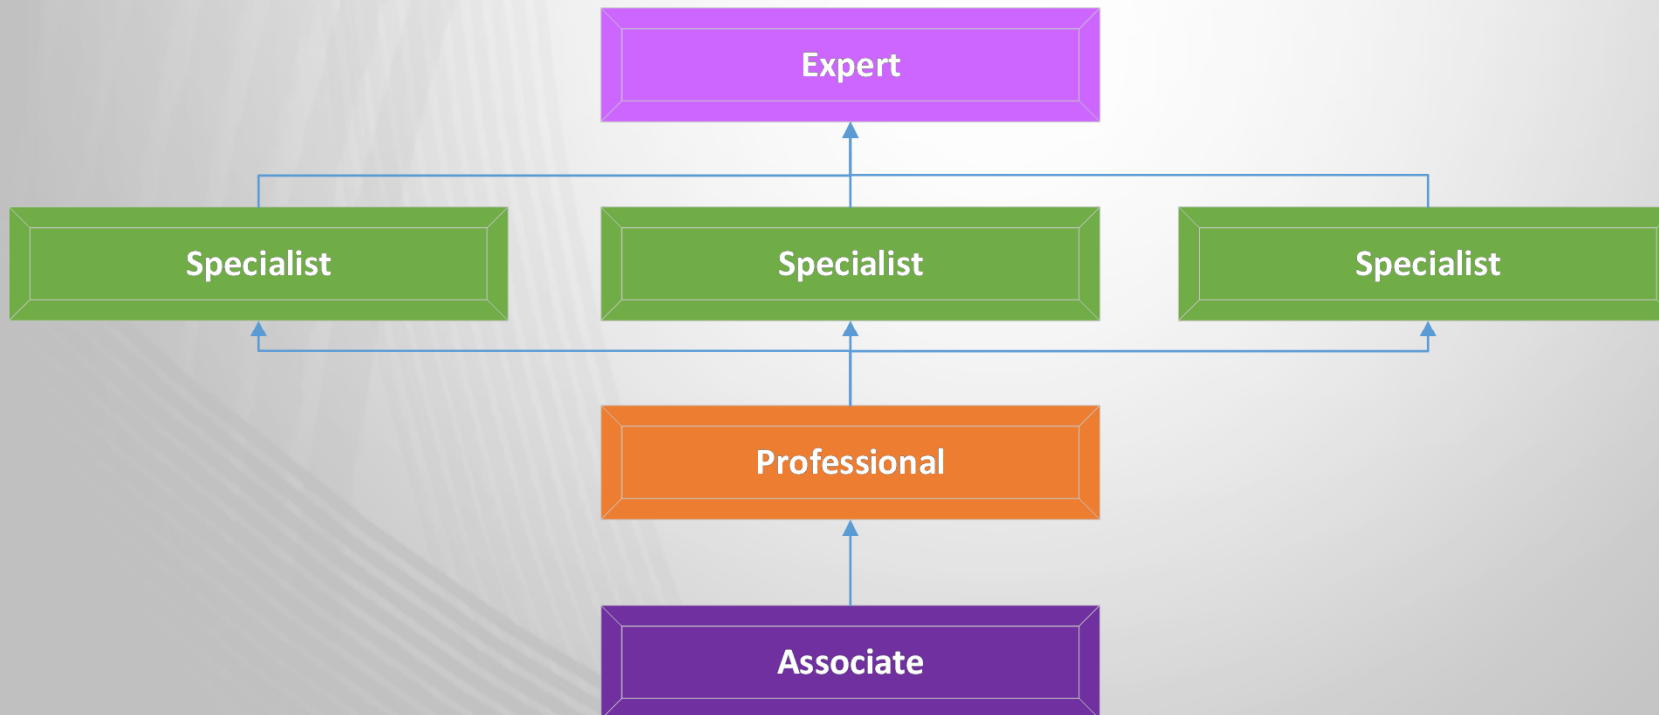 Expert
Specialist
Specialist
Specialist
Professional
Associate